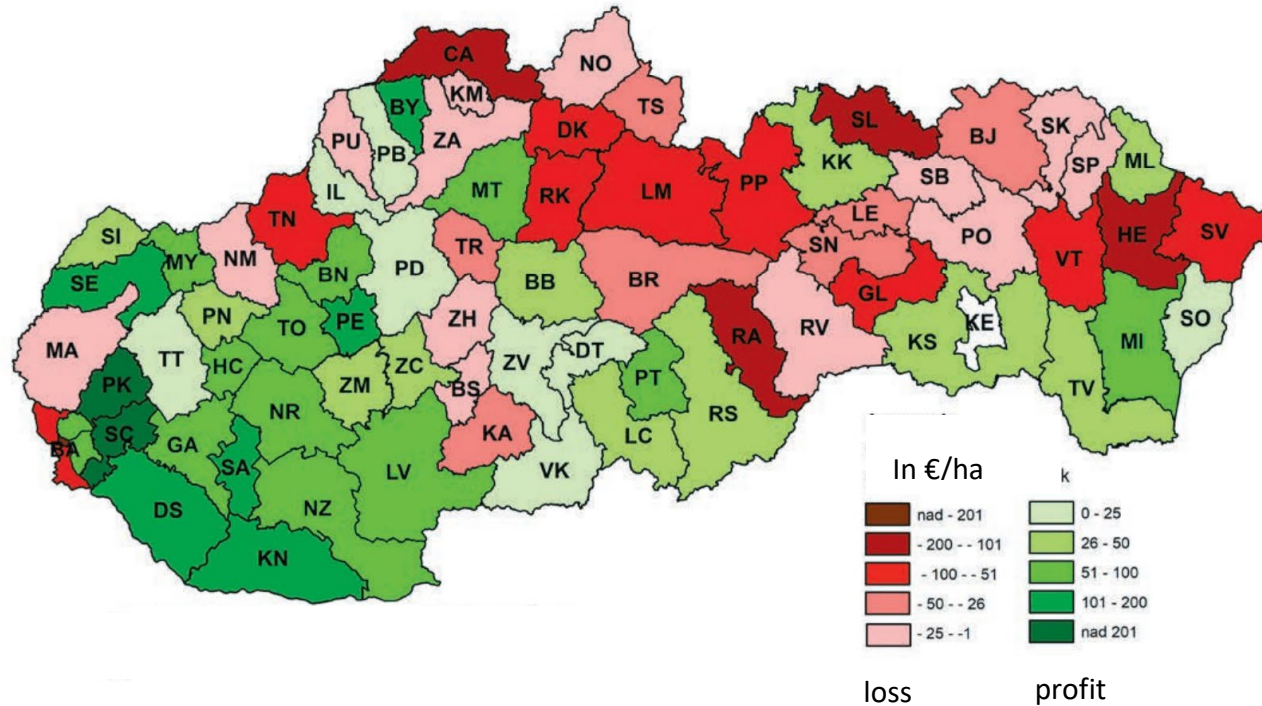 CA
NO
BY
KM
TS
PU
PB
ZA
DK
SL
BJ
SK
SP
ML
KK
IL
MT
RK
LM
PP
SB
TN
LE
HE
SV
SI
MY
NM
BN
PD
TR
BR
SN
PO
VT
SE
BB
GL
PN
TO
PE
ZH
RA
RV
KE
SO
MA
TT
HC
ZM
ZC
BS
ZV
DT
PT
KS
MI
PK
NR
RS
TV
BA
SC
GA
SA
KA
LC
LV
VK
DS
NZ
KN
In €/ha
k
nad - 201
0 - 25
- 200 - - 101
26 - 50
- 100 - - 51
51 - 100
- 50 - - 26
101 - 200
- 25 - -1
nad 201
loss
profit